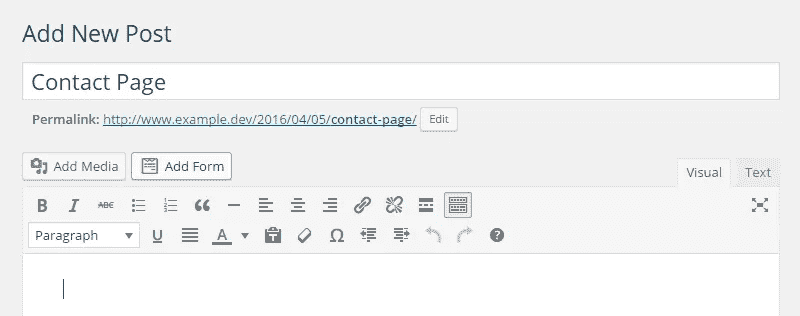 Add New Post
Contact Page
Permalink: http://www.example.dev/2016/04/05/contact-page/ Edit
Add Media Add Form Visual Text
B I ABC
Paragraph U A T Ω ?